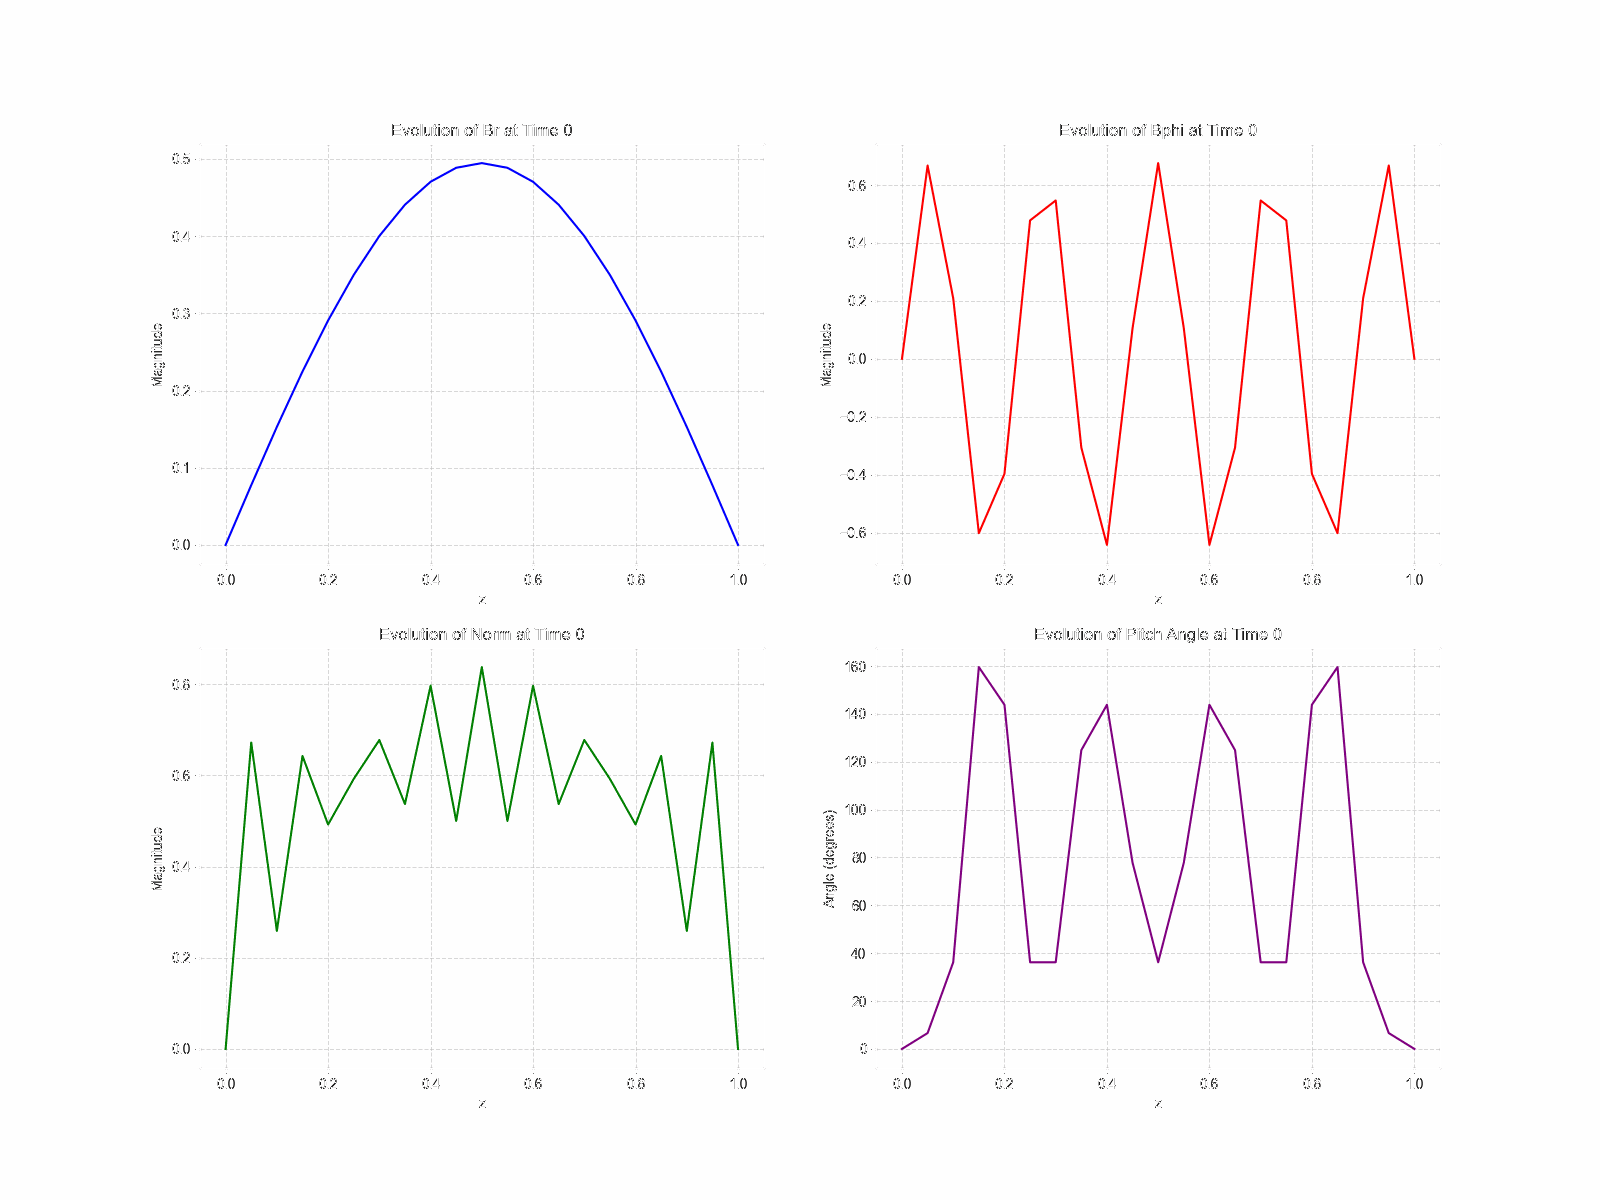 Evolution of Br at Time 0
0.5
0.4
0.3
0.2
0.1
0.0
Magnitude
0.0 0.2 0.4 0.6 0.8 1.0
z
Evolution of Bphi at Time 0
0.6
0.4
0.2
0.0
−0.2
−0.4
−0.6
Magnitude
0.0 0.2 0.4 0.6 0.8 1.0
z
Evolution of Norm at Time 0
0.8
0.6
0.4
0.2
0.0
Magnitude
0.0 0.2 0.4 0.6 0.8 1.0
z
Evolution of Pitch Angle at Time 0
160
140
120
100
80
60
40
20
0
Angle (degrees)
0.0 0.2 0.4 0.6 0.8 1.0
z